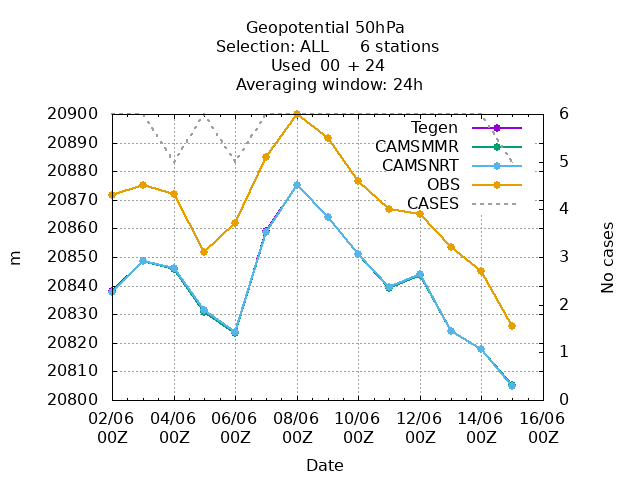 Geopotential 50hPa
Selection: ALL      6 stations
Used  00  + 24
Averaging window: 24h
20900
20890
20880
20870
20860
20850
20840
20830
20820
20810
20800
m
6
5
4
3
2
1
0
No cases
Tegen
CAMSMMR
CAMSNRT
OBS
CASES
02/06 04/06 06/06 08/06 10/06 12/06 14/06 16/06
00Z 00Z 00Z 00Z 00Z 00Z 00Z 00Z
Date